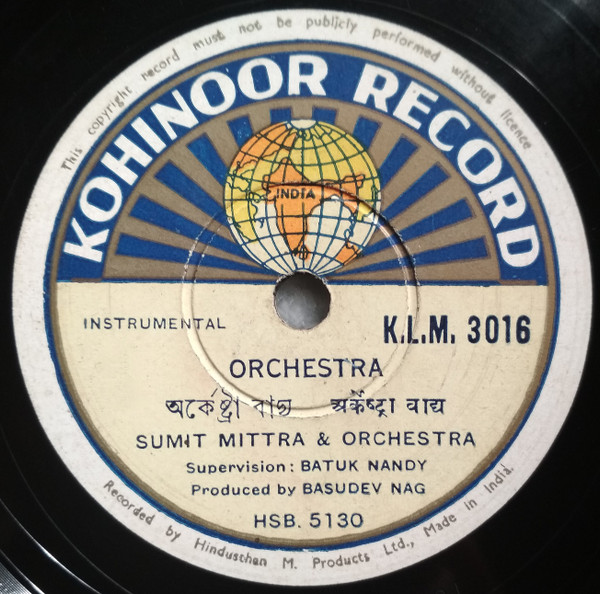 This copyright record must not be publicly performed without licence
KOHINOOR RECORD
INDIA
INSTRUMENTAL
K.L.M. 3016
ORCHESTRA
অর্কেষ্ট্রা বাদ্য अर्केष्ट्रा वाद्य
SUMIT MITTRA & ORCHESTRA
Supervision: BATUK NANDY
Produced by BASUDEV NAG
HSB. 5130
Recorded by Hindusthan M. Products Ltd., Made in India.